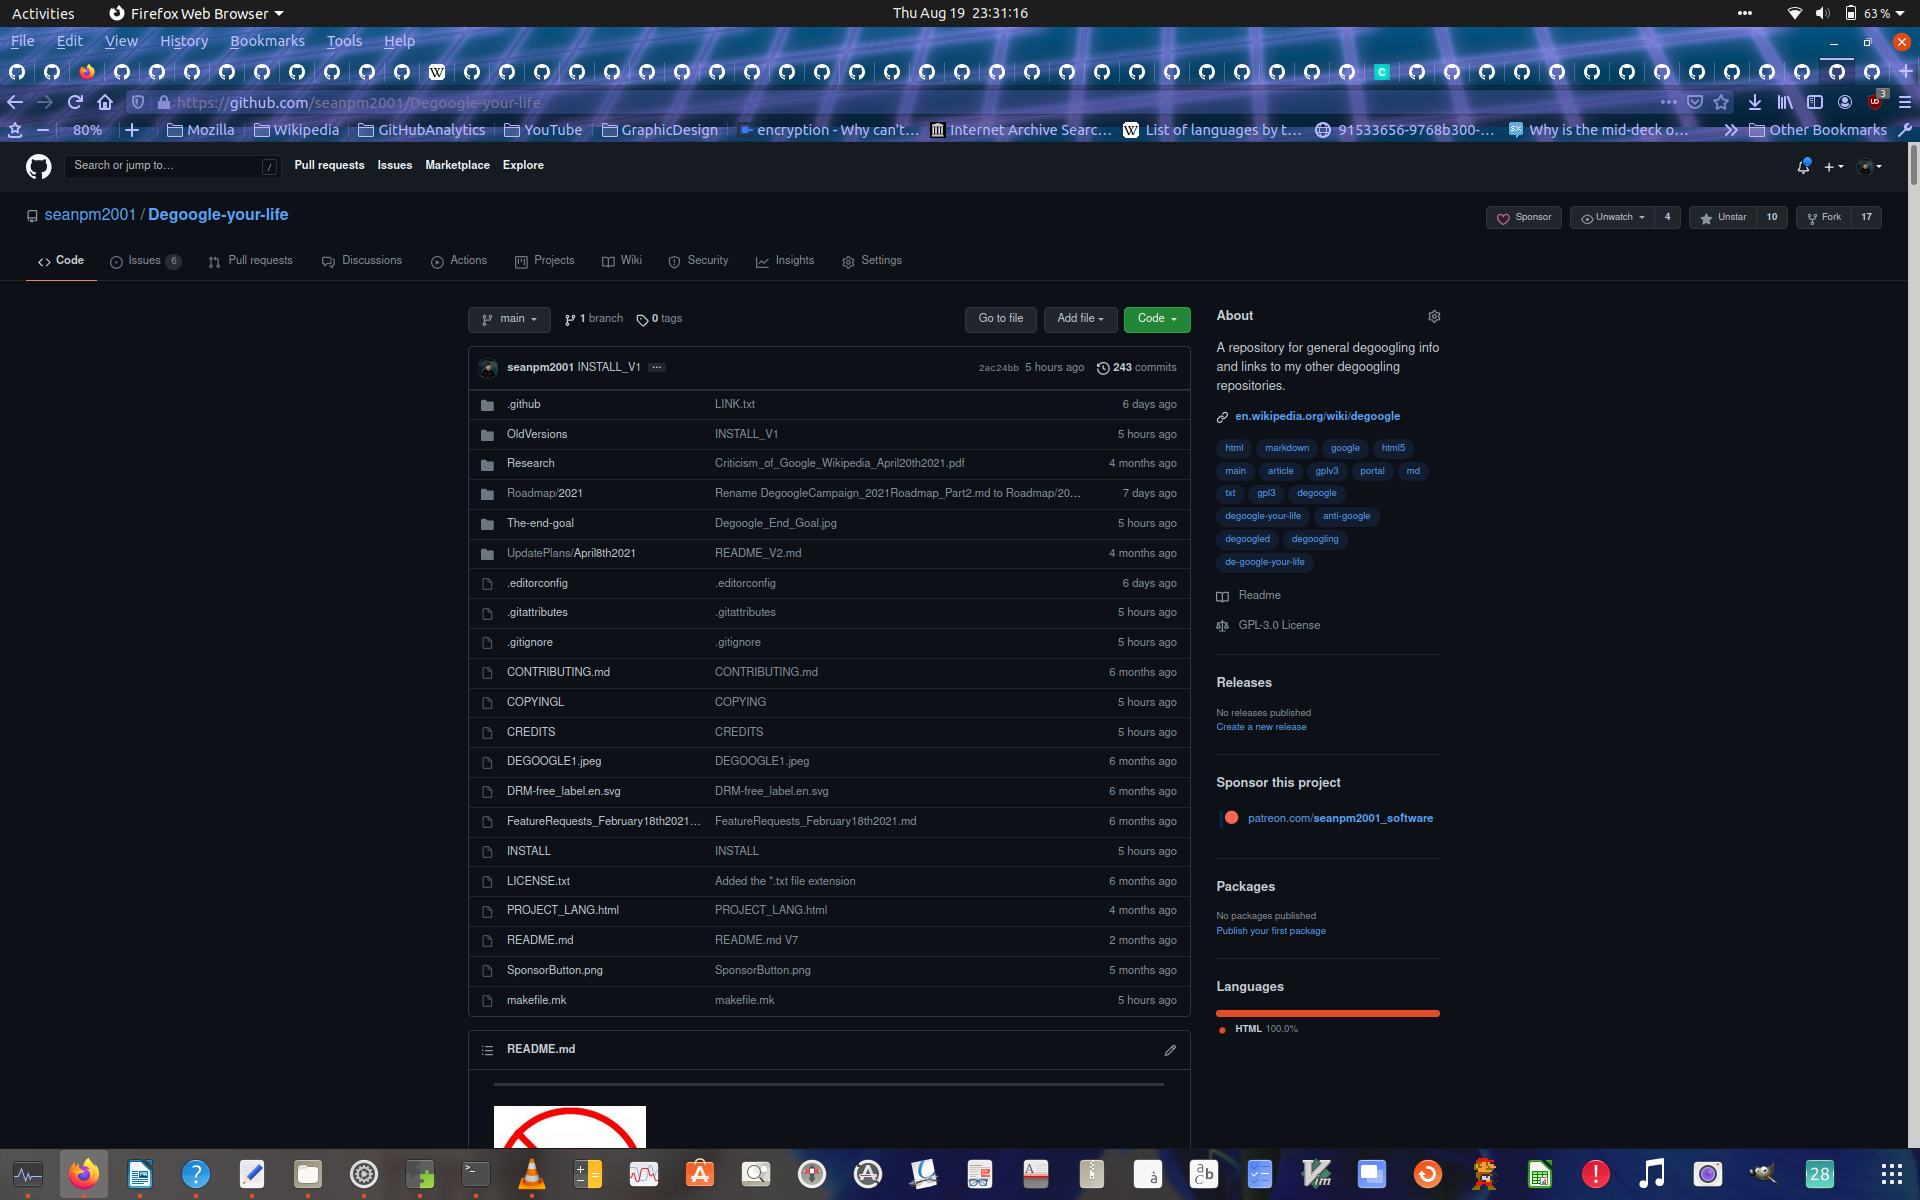 Activities Firefox Web Browser Thu Aug 19 23:31:16 63 %
File Edit View History Bookmarks Tools Help
https://github.com/seanpm2001/Degoogle-your-life 3
80% Mozilla Wikipedia GitHubAnalytics YouTube GraphicDesign encryption - Why can't… Internet Archive Searc… List of languages by t… 91533656-9768b300-… Why is the mid-deck o… Other Bookmarks
Search or jump to… / Pull requests Issues Marketplace Explore
seanpm2001 / Degoogle-your-life Sponsor Unwatch 4 Unstar 10 Fork 17
Code Issues 6 Pull requests Discussions Actions Projects Wiki Security Insights Settings
main 1 branch 0 tags Go to file Add file Code
seanpm2001 INSTALL_V1 … 2ac24bb 5 hours ago 243 commits
.github LINK.txt 6 days ago
OldVersions INSTALL_V1 5 hours ago
Research Criticism_of_Google_Wikipedia_April20th2021.pdf 4 months ago
Roadmap/2021 Rename DegoogleCampaign_2021Roadmap_Part2.md to Roadmap/20… 7 days ago
The-end-goal Degoogle_End_Goal.jpg 5 hours ago
UpdatePlans/April8th2021 README_V2.md 4 months ago
.editorconfig .editorconfig 6 days ago
.gitattributes .gitattributes 5 hours ago
.gitignore .gitignore 5 hours ago
CONTRIBUTING.md CONTRIBUTING.md 6 months ago
COPYINGL COPYING 5 hours ago
CREDITS CREDITS 5 hours ago
DEGOOGLE1.jpeg DEGOOGLE1.jpeg 6 months ago
DRM-free_label.en.svg DRM-free_label.en.svg 6 months ago
FeatureRequests_February18th2021… FeatureRequests_February18th2021.md 6 months ago
INSTALL INSTALL 5 hours ago
LICENSE.txt Added the *.txt file extension 6 months ago
PROJECT_LANG.html PROJECT_LANG.html 4 months ago
README.md README.md V7 2 months ago
SponsorButton.png SponsorButton.png 5 months ago
makefile.mk makefile.mk 5 hours ago
README.md
About
A repository for general degoogling info
and links to my other degoogling
repositories.
en.wikipedia.org/wiki/degoogle
html markdown google html5
main article gplv3 portal md
txt gpl3 degoogle
degoogle-your-life anti-google
degoogled degoogling
de-google-your-life
Readme
GPL-3.0 License
Releases
No releases published
Create a new release
Sponsor this project
patreon.com/seanpm2001_software
Packages
No packages published
Publish your first package
Languages
HTML 100.0%
28